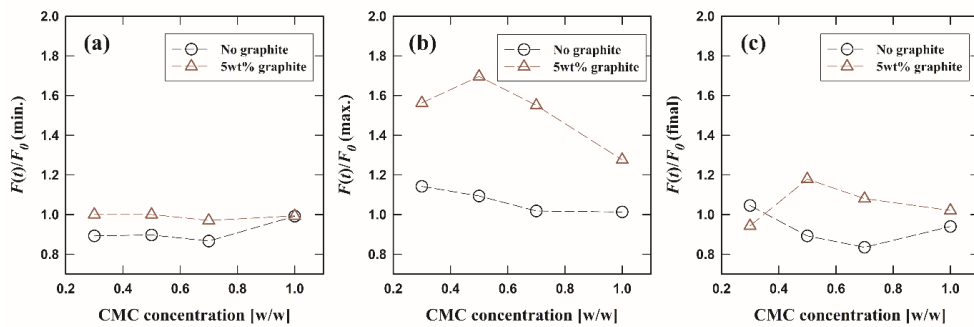 (a)
No graphite
5wt% graphite
F(t)/F0 (min.)
2.0
1.8
1.6
1.4
1.2
1.0
0.8
0.2 0.4 0.6 0.8 1.0
CMC concentration [w/w]
(b)
No graphite
5wt% graphite
F(t)/F0 (max.)
2.0
1.8
1.6
1.4
1.2
1.0
0.8
0.2 0.4 0.6 0.8 1.0
CMC concentration [w/w]
(c)
No graphite
5wt% graphite
F(t)/F0 (final)
2.0
1.8
1.6
1.4
1.2
1.0
0.8
0.2 0.4 0.6 0.8 1.0
CMC concentration [w/w]